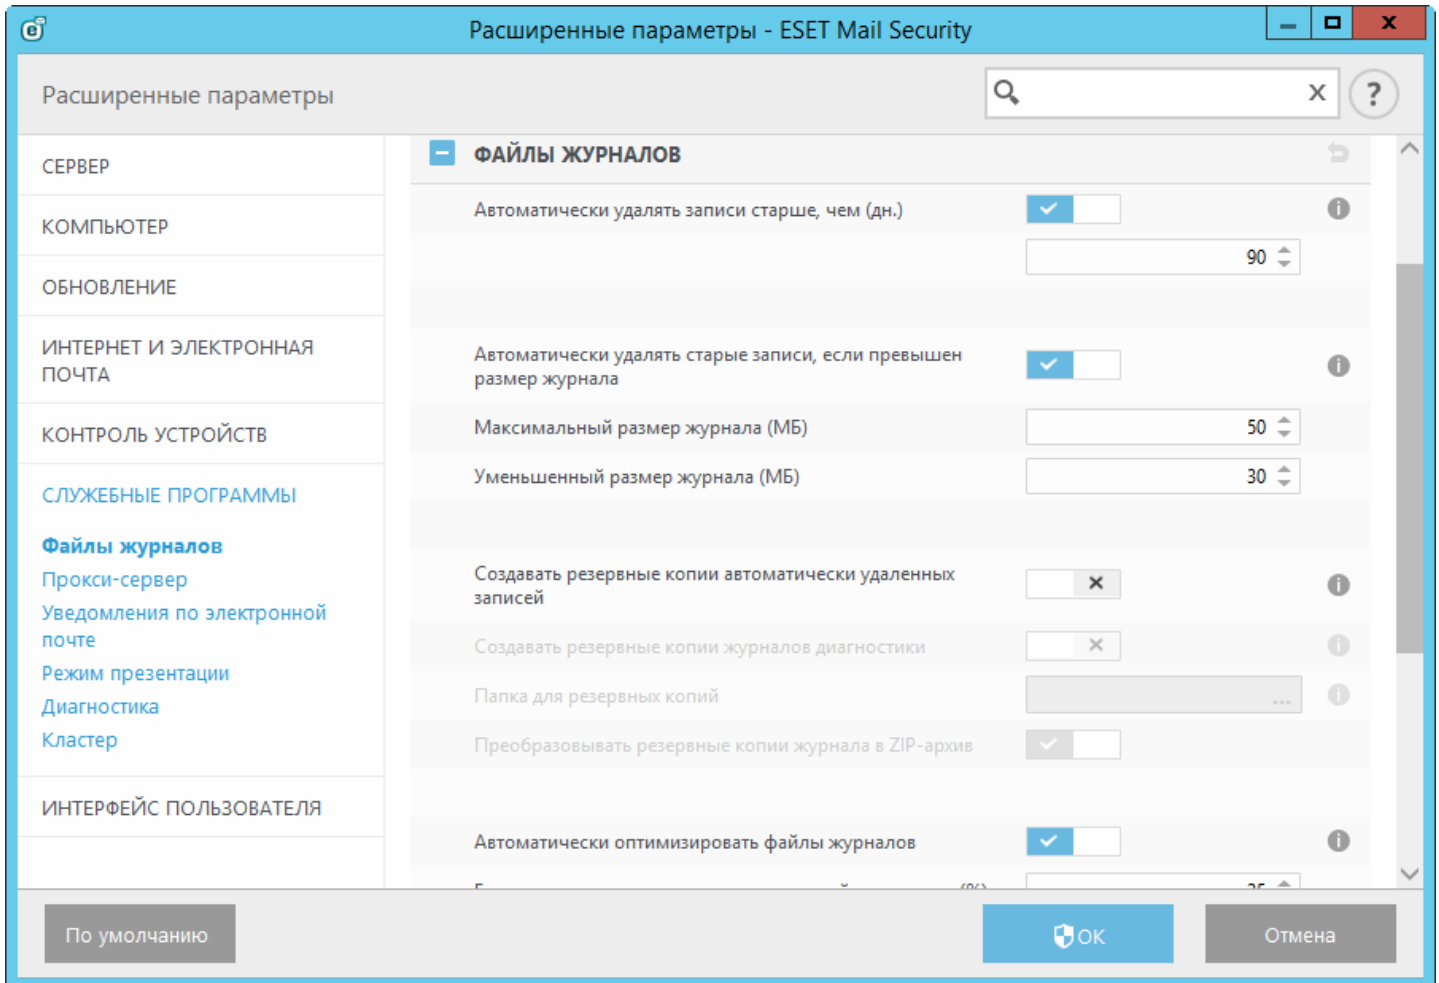 Расширенные параметры - ESET Mail Security
Расширенные параметры
СЕРВЕР
КОМПЬЮТЕР
ОБНОВЛЕНИЕ
ИНТЕРНЕТ И ЭЛЕКТРОННАЯ
ПОЧТА
КОНТРОЛЬ УСТРОЙСТВ
СЛУЖЕБНЫЕ ПРОГРАММЫ
Файлы журналов
Прокси-сервер
Уведомления по электронной
почте
Режим презентации
Диагностика
Кластер
ИНТЕРФЕЙС ПОЛЬЗОВАТЕЛЯ
ФАЙЛЫ ЖУРНАЛОВ
Автоматически удалять записи старше, чем (дн.)
90
Автоматически удалять старые записи, если превышен
размер журнала
Максимальный размер журнала (МБ)
50
Уменьшенный размер журнала (МБ)
30
Создавать резервные копии автоматически удаленных
записей
Создавать резервные копии журналов диагностики
Папка для резервных копий
...
Преобразовывать резервные копии журнала в ZIP-архив
Автоматически оптимизировать файлы журналов
По умолчанию
OK
Отмена